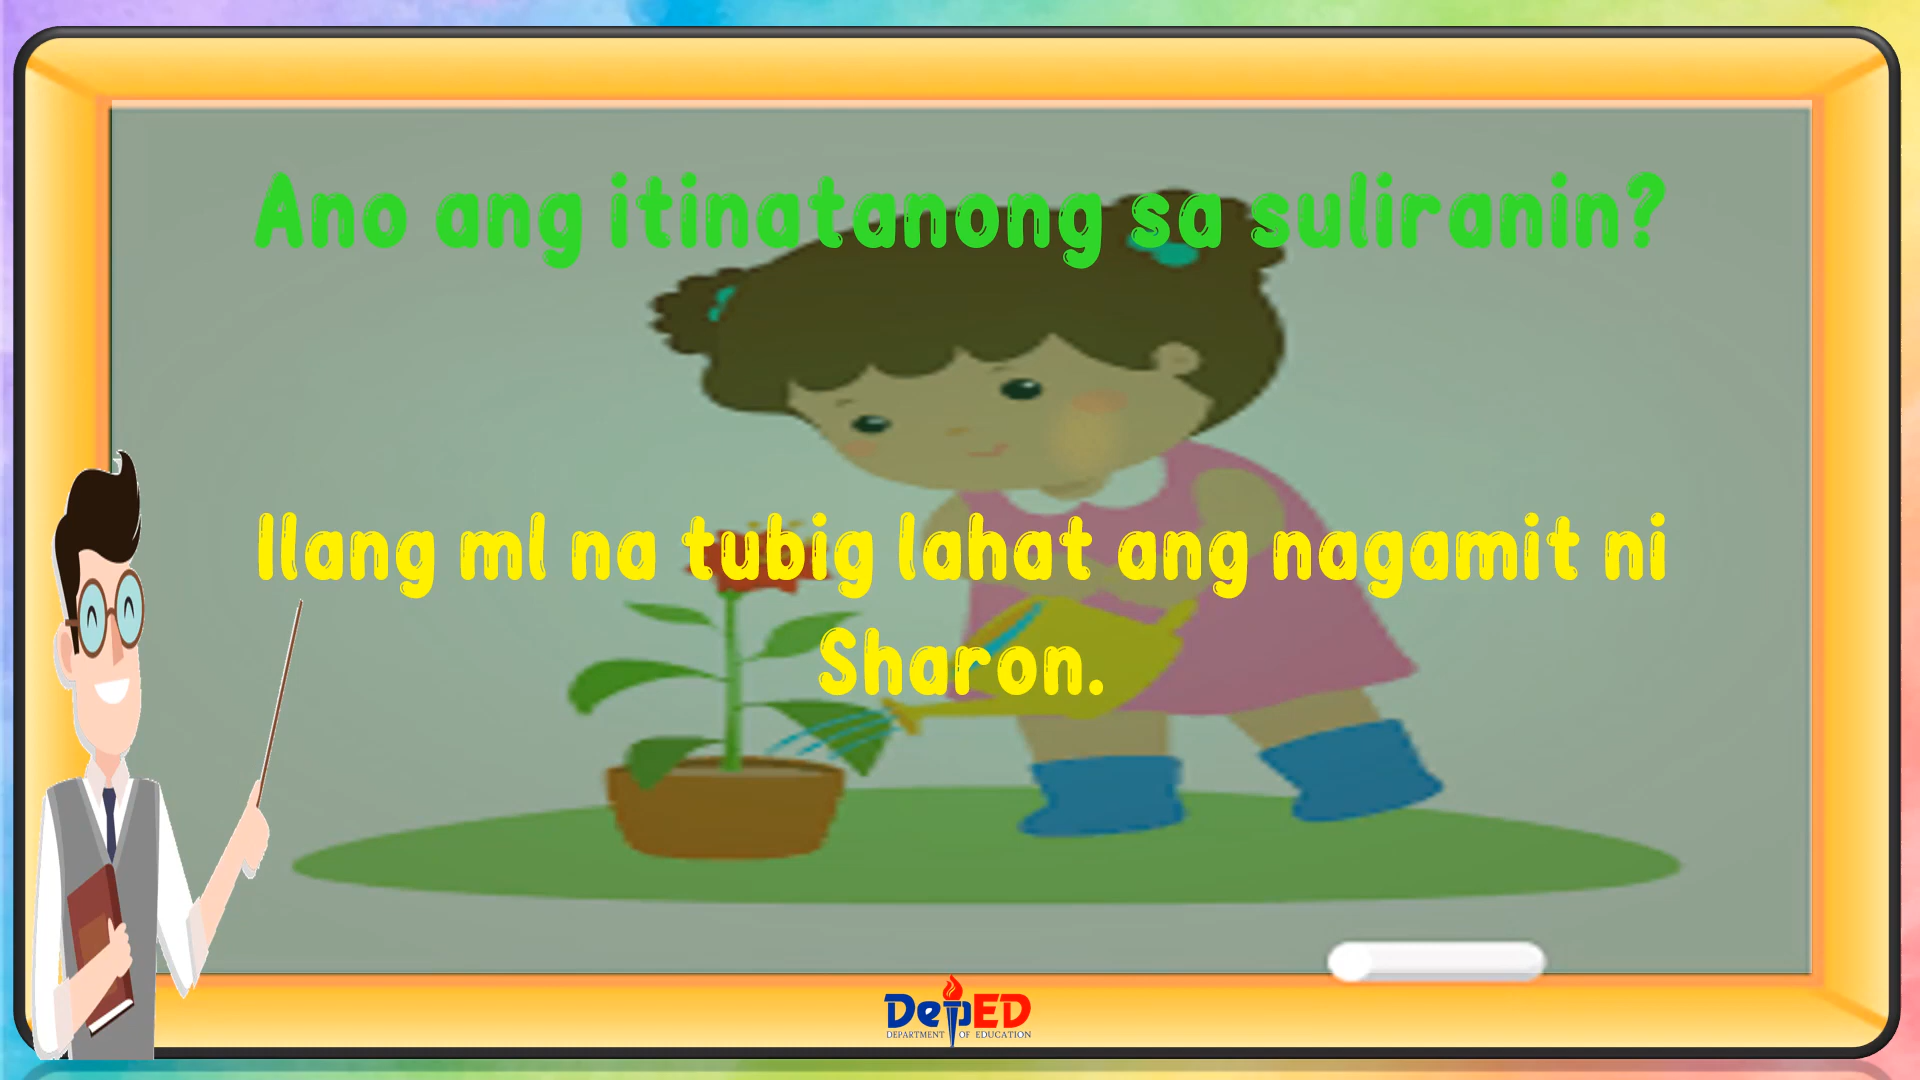 Ano ang itinatanong sa suliranin?
Ilang ml na tubig lahat ang nagamit ni
Sharon.
DepED
DEPARTMENT OF EDUCATION